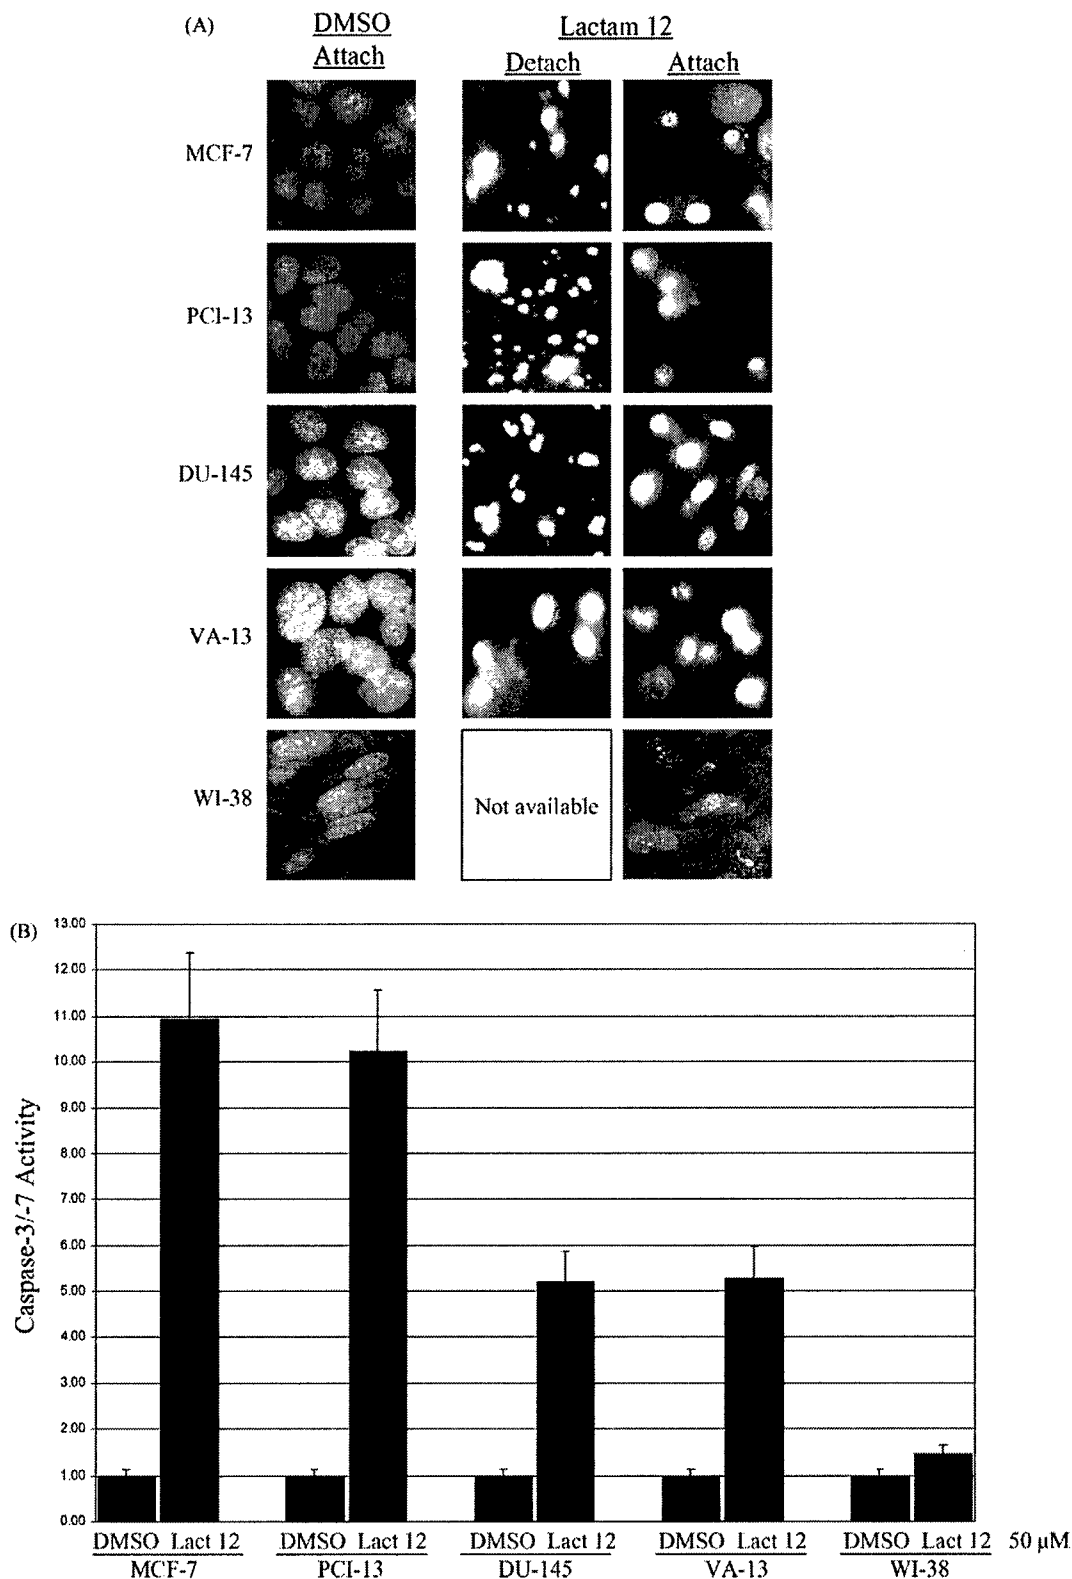 (A)
DMSO
Attach
Lactam 12
Detach
Attach
MCF-7
PCI-13
DU-145
VA-13
WI-38
Not available
(B)
Caspase-3/-7 Activity
13.00
12.00
11.00
10.00
9.00
8.00
7.00
6.00
5.00
4.00
3.00
2.00
1.00
0.00
DMSO Lact 12 DMSO Lact 12 DMSO Lact 12 DMSO Lact 12 DMSO Lact 12 50 µM
MCF-7 PCI-13 DU-145 VA-13 WI-38